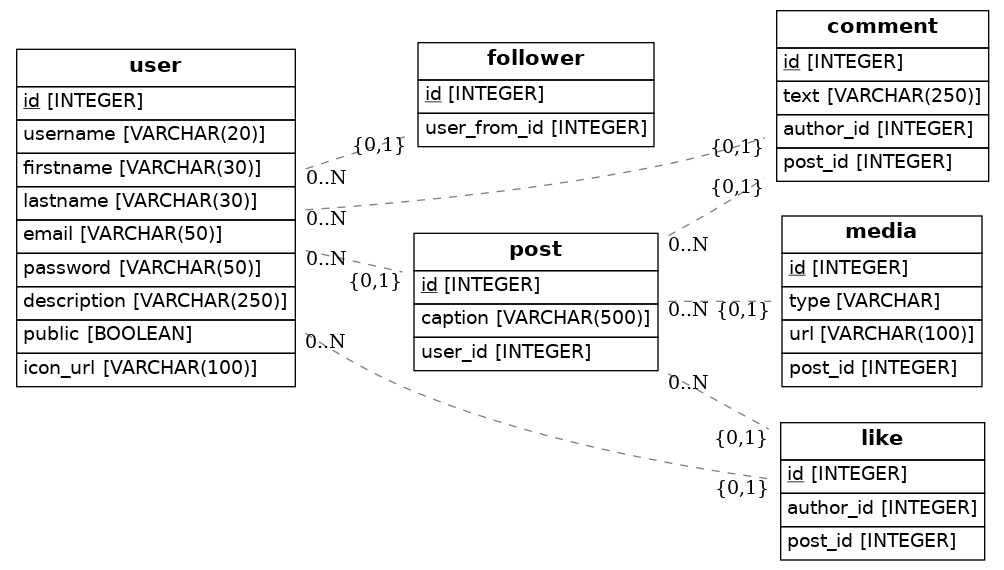 user
id [INTEGER]
username [VARCHAR(20)]
firstname [VARCHAR(30)]
lastname [VARCHAR(30)]
email [VARCHAR(50)]
password [VARCHAR(50)]
description [VARCHAR(250)]
public [BOOLEAN]
icon_url [VARCHAR(100)]
follower
id [INTEGER]
user_from_id [INTEGER]
{0,1}
0..N
{0,1}
0..N
{0,1}
0..N
0..N
{0,1}
post
id [INTEGER]
caption [VARCHAR(500)]
user_id [INTEGER]
0..N {0,1}
0..N
0..N
{0,1}
{0,1}
comment
id [INTEGER]
text [VARCHAR(250)]
author_id [INTEGER]
post_id [INTEGER]
media
id [INTEGER]
type [VARCHAR]
url [VARCHAR(100)]
post_id [INTEGER]
like
id [INTEGER]
author_id [INTEGER]
post_id [INTEGER]